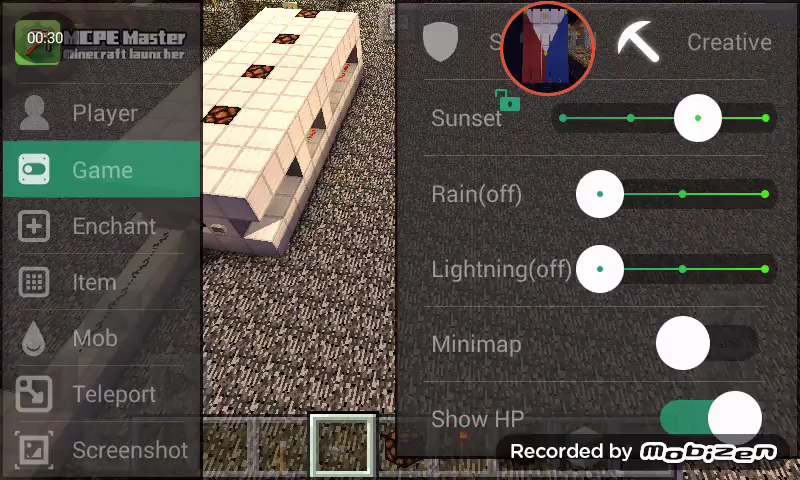 00:30
MCPE Master
Minecraft launcher
Player
Game
Enchant
Item
Mob
Teleport
Screenshot
S
Creative
Sunset
Rain(off)
Lightning(off)
Minimap
Show HP
Recorded by mobizen